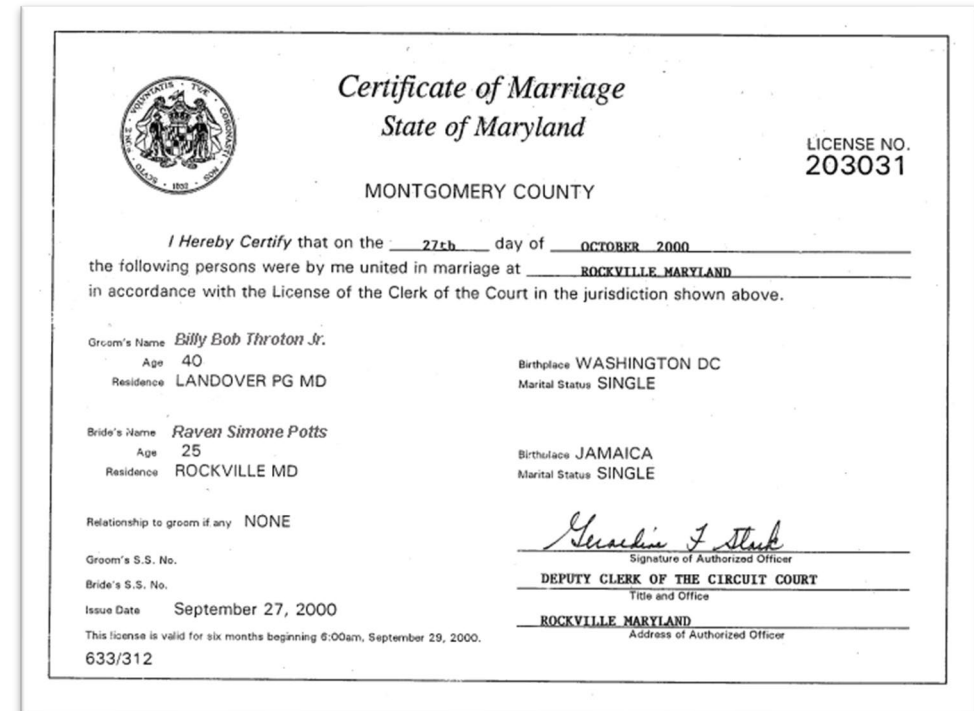 Certificate of Marriage
State of Maryland
LICENSE NO.
203031
MONTGOMERY COUNTY
I Hereby Certify that on the 27th day of OCTOBER 2000
the following persons were by me united in marriage at ROCKVILLE MARYLAND
in accordance with the License of the Clerk of the Court in the jurisdiction shown above.
Groom's Name Billy Bob Throton Jr.
Age 40
Birthplace WASHINGTON DC
Residence LANDOVER PG MD
Marital Status SINGLE
Bride's Name Raven Simone Potts
Age 25
Birthplace JAMAICA
Residence ROCKVILLE MD
Marital Status SINGLE
Relationship to groom if any NONE
Geraldine F Stark
Signature of Authorized Officer
Groom's S.S. No.
DEPUTY CLERK OF THE CIRCUIT COURT
Bride's S.S. No.
Title and Office
Issue Date September 27, 2000
ROCKVILLE MARYLAND
Address of Authorized Officer
This license is valid for six months beginning 6:00am, September 29, 2000.
633/312